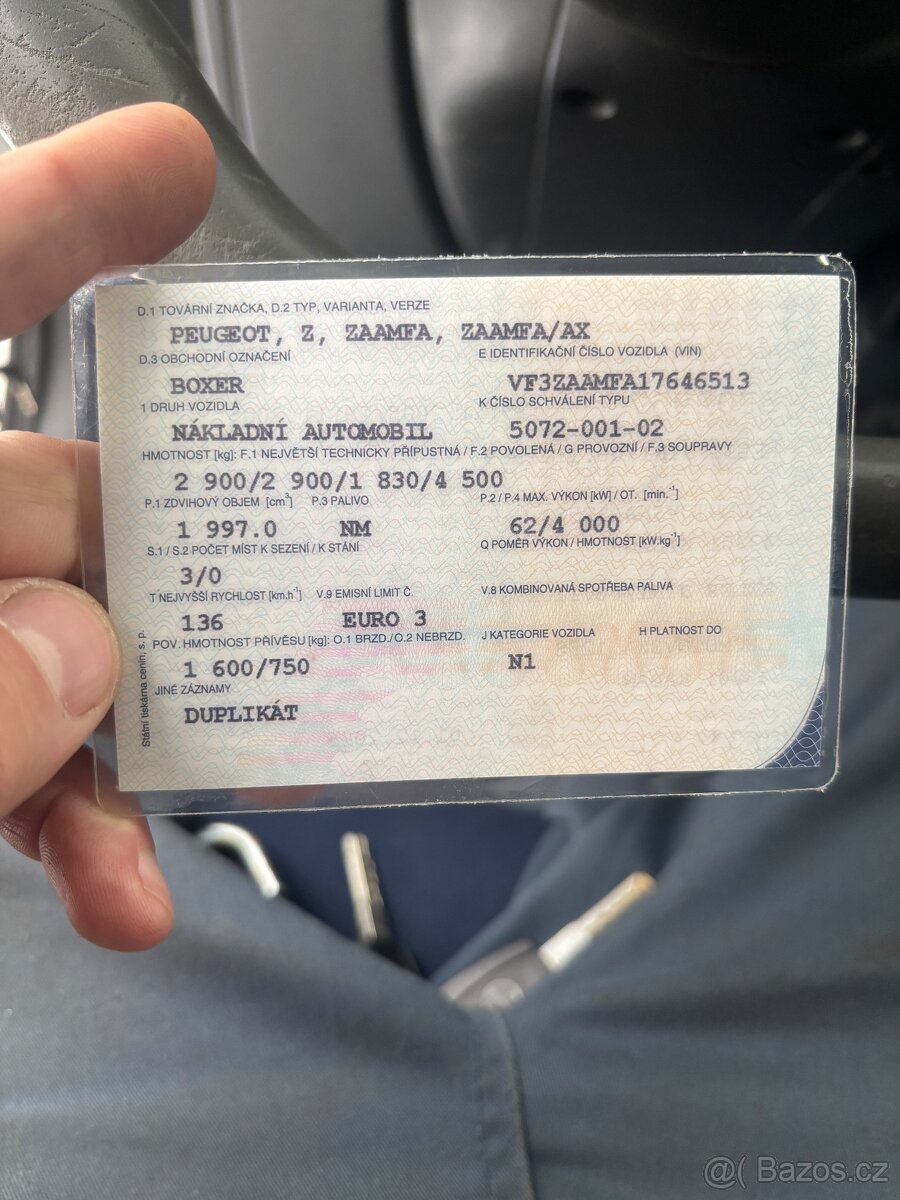 D.1 TOVÁRNÍ ZNAČKA, D.2 TYP, VARIANTA, VERZE
PEUGEOT, Z, ZAAMFA, ZAAMFA/AX
D.3 OBCHODNÍ OZNAČENÍ E IDENTIFIKAČNÍ ČÍSLO VOZIDLA (VIN)
BOXER VF3ZAAMFA17646513
1 DRUH VOZIDLA K ČÍSLO SCHVÁLENÍ TYPU
NÁKLADNÍ AUTOMOBIL 5072-001-02
HMOTNOST [kg]: F.1 NEJVĚTŠÍ TECHNICKY PŘÍPUSTNÁ / F.2 POVOLENÁ / G PROVOZNÍ / F.3 SOUPRAVY
2 900/2 900/1 830/4 500
P.1 ZDVIHOVÝ OBJEM [cm³] P.3 PALIVO P.2 / P.4 MAX. VÝKON [kW] / OT. [min.⁻¹]
1 997.0 NM 62/4 000
S.1 / S.2 POČET MÍST K SEZENÍ / K STÁNÍ Q POMĚR VÝKON / HMOTNOST [kW.kg⁻¹]
3/0
T NEJVYŠŠÍ RYCHLOST [km.h⁻¹] V.9 EMISNÍ LIMIT Č. V.8 KOMBINOVANÁ SPOTŘEBA PALIVA
136 EURO 3
POV. HMOTNOST PŘÍVĚSU [kg]: O.1 BRZD./O.2 NEBRZD. J KATEGORIE VOZIDLA H PLATNOST DO
1 600/750 N1
JINÉ ZÁZNAMY
DUPLIKÁT
Státní tiskárna cenin, s. p.
@( Bazos.cz